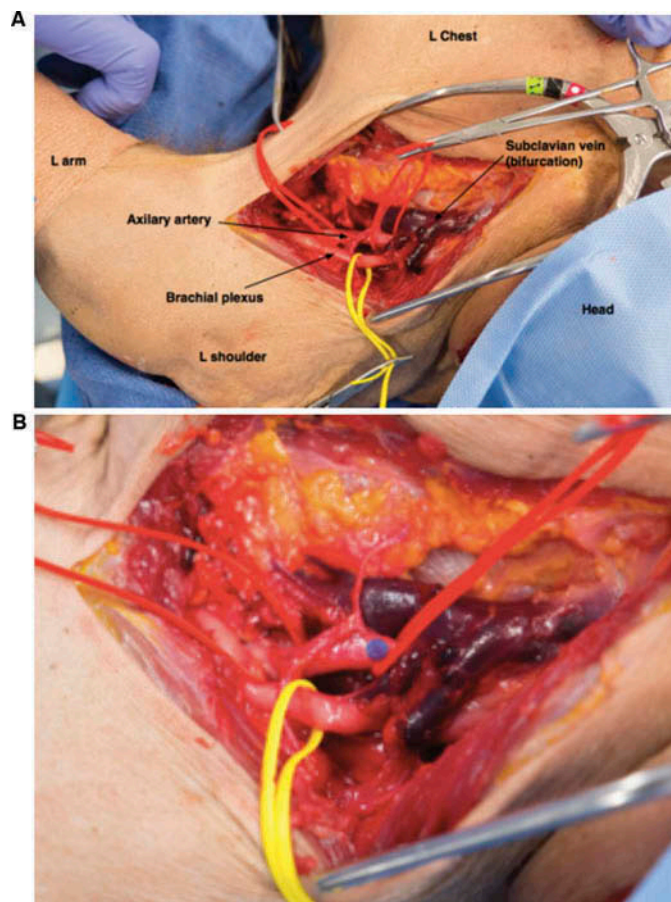 A
L Chest
L arm
Subclavian vein
(bifurcation)
Axilary artery
Brachial plexus
Head
L shoulder
B